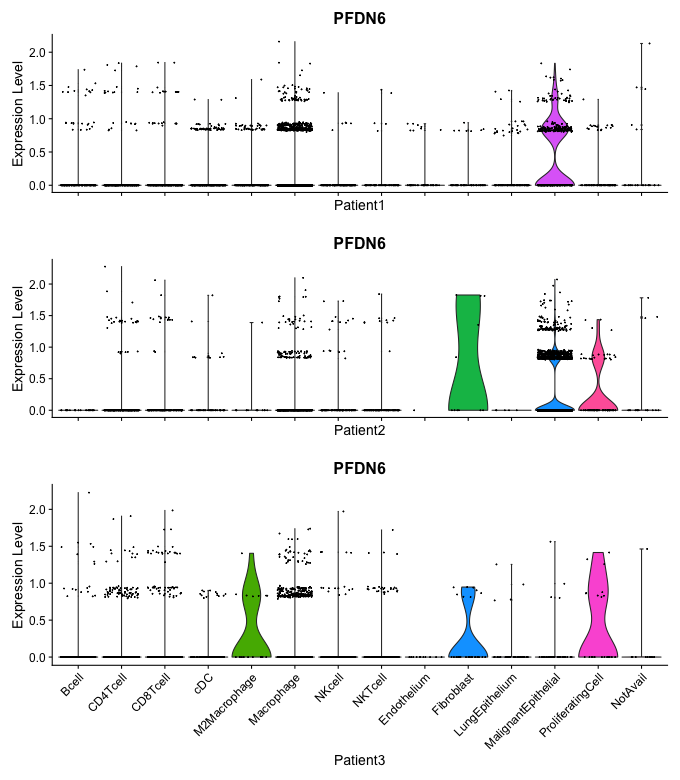 PFDN6
Expression Level
2.0
1.5
1.0
0.5
0.0
Patient1
PFDN6
Expression Level
2.0
1.5
1.0
0.5
0.0
Patient2
PFDN6
Expression Level
2.0
1.5
1.0
0.5
0.0
Bcell
CD4Tcell
CD8Tcell
cDC
M2Macrophage
Macrophage
NKcell
NKTcell
Endothelium
Fibroblast
LungEpithelium
MalignantEpithelial
ProliferatingCell
NotAvail
Patient3